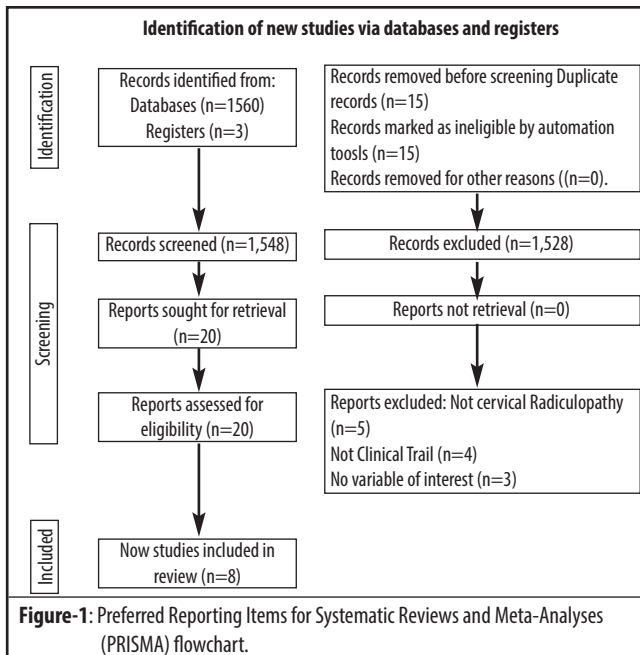 Identification of new studies via databases and registers
Identification
Records identified from:
Databases (n=1560)
Registers (n=3)
Records removed before screening Duplicate
records (n=15)
Records marked as ineligible by automation
toosls (n=15)
Records removed for other reasons ((n=0).
Screening
Records screened (n=1,548)
Records excluded (n=1,528)
Reports sought for retrieval
(n=20)
Reports not retrieval (n=0)
Reports assessed for
eligibility (n=20)
Reports excluded: Not cervical Radiculopathy
(n=5)
Not Clinical Trail (n=4)
No variable of interest (n=3)
Included
Now studies included in
review (n=8)
Figure-1: Preferred Reporting Items for Systematic Reviews and Meta-Analyses
(PRISMA) flowchart.